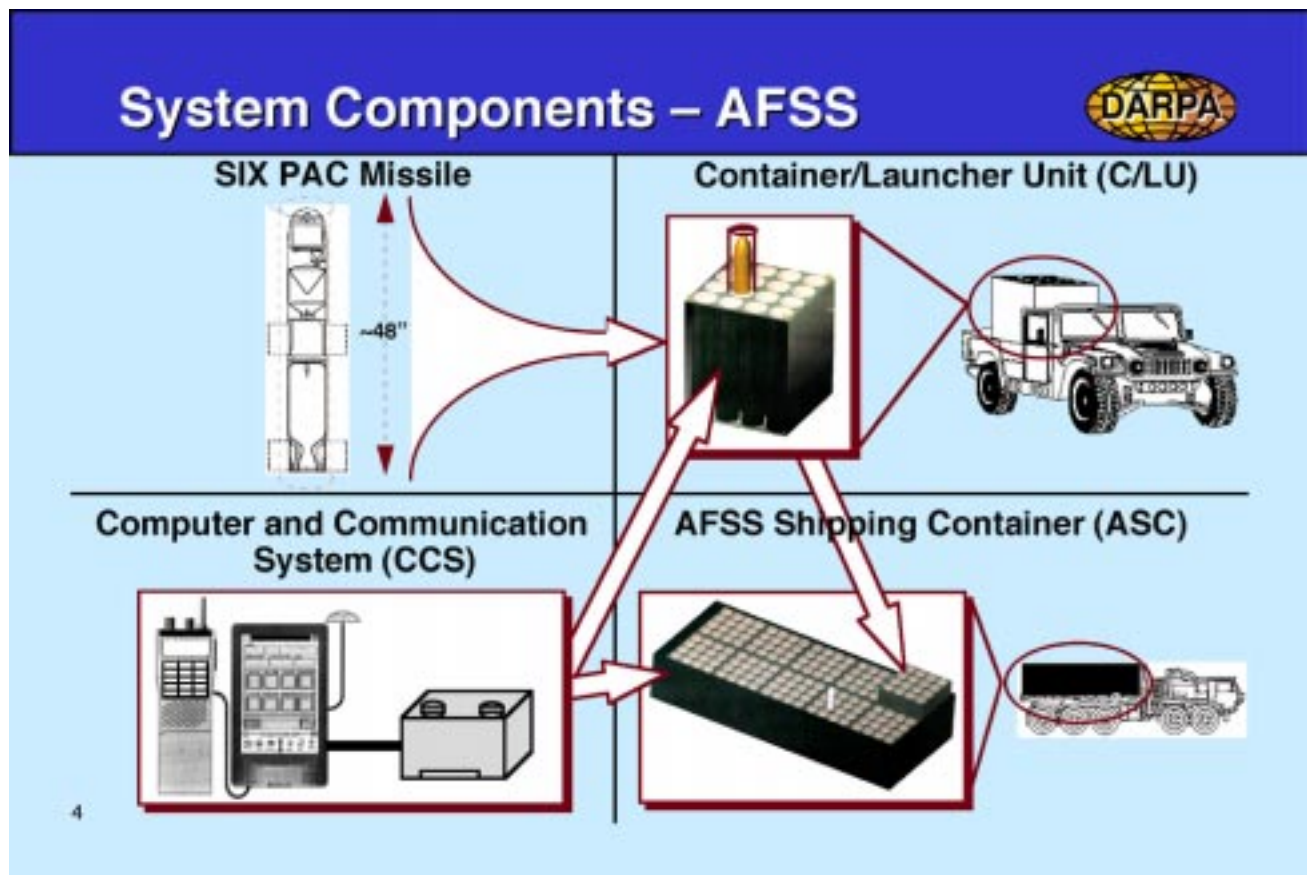 System Components – AFSS
DARPA
SIX PAC Missile
Container/Launcher Unit (C/LU)
~48"
Computer and Communication
System (CCS)
AFSS Shipping Container (ASC)
4